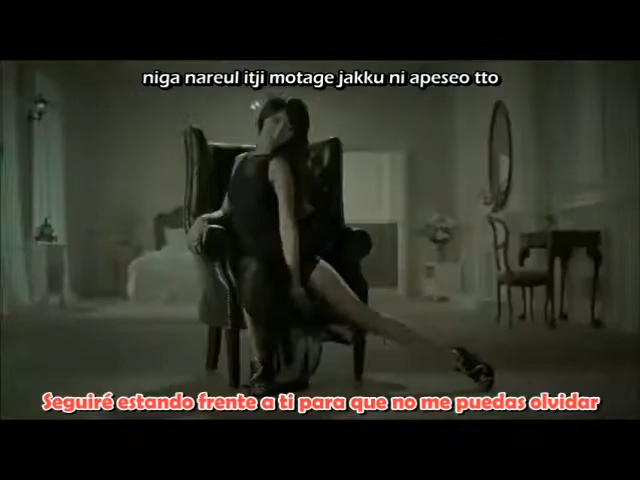 niga nareul itji motage jakku ni apeseo tto
Seguiré estando frente a ti para que no me puedas olvidar